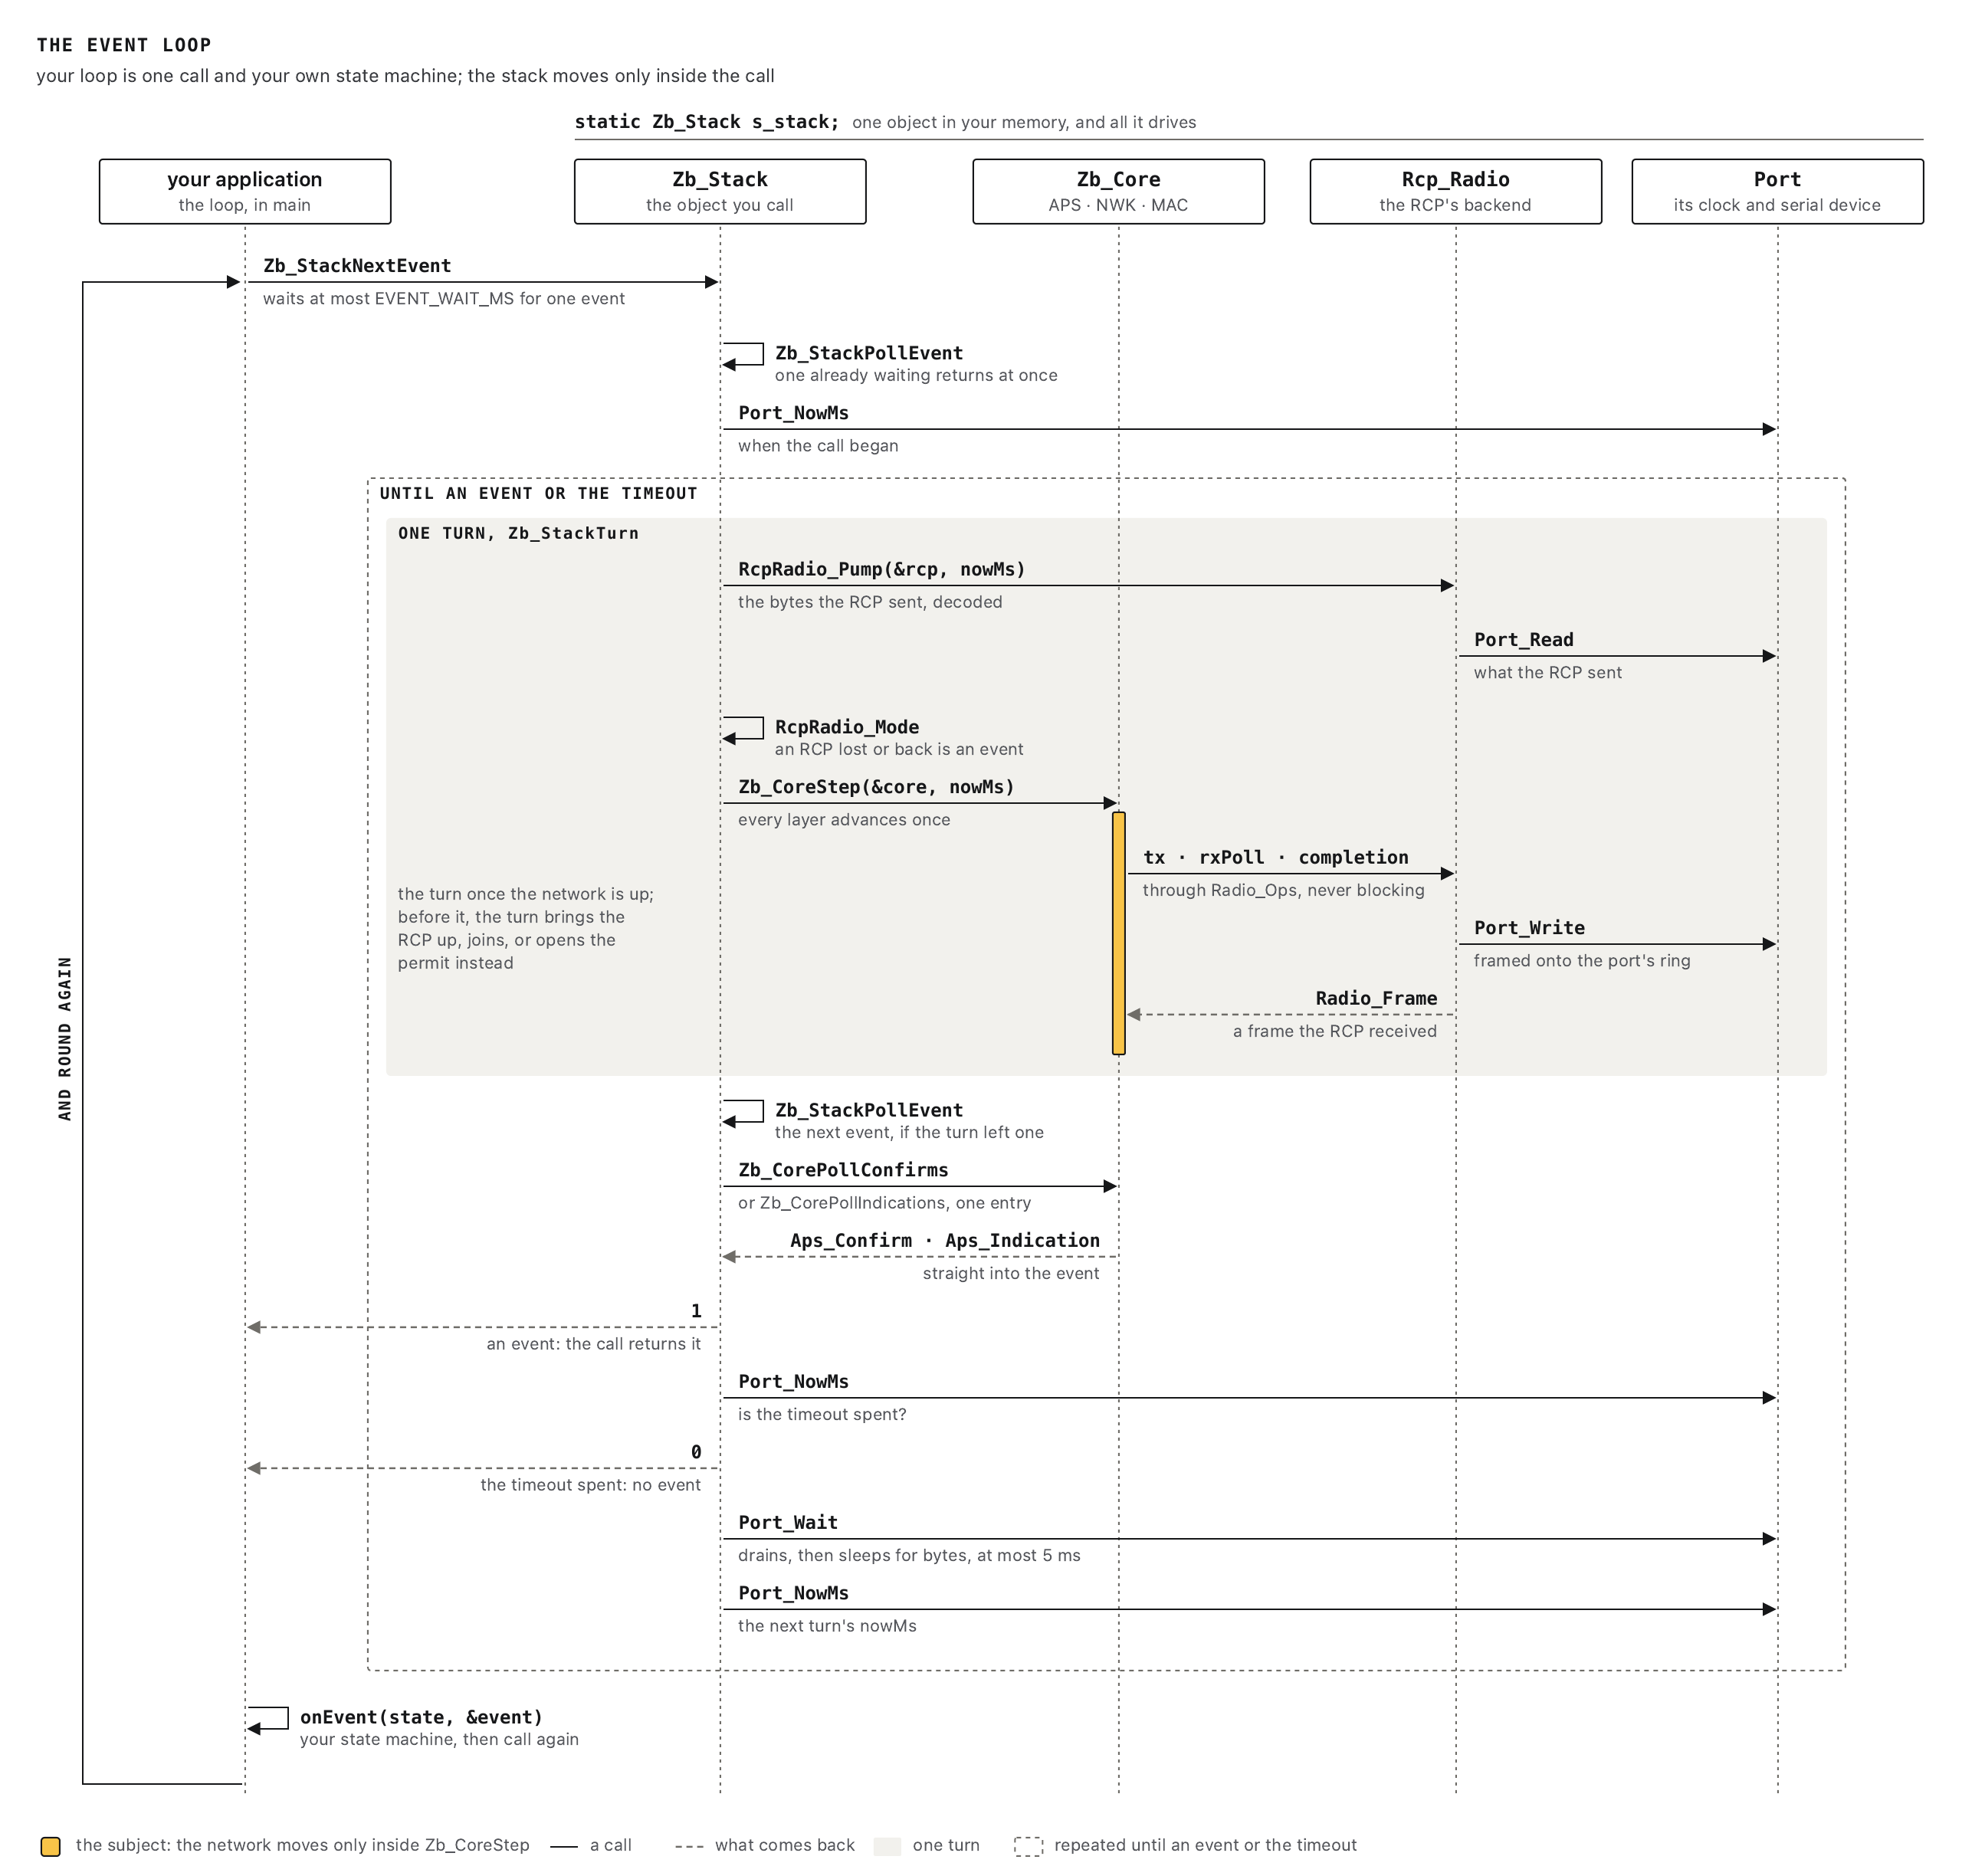 THE EVENT LOOP
your loop is one call and your own state machine; the stack moves only inside the call
static Zb_Stack s_stack; one object in your memory, and all it drives
your application
the loop, in main
Zb_Stack
the object you call
Zb_Core
APS · NWK · MAC
Rcp_Radio
the RCP's backend
Port
its clock and serial device
Zb_StackNextEvent
waits at most EVENT_WAIT_MS for one event
Zb_StackPollEvent
one already waiting returns at once
Port_NowMs
when the call began
UNTIL AN EVENT OR THE TIMEOUT
ONE TURN, Zb_StackTurn
RcpRadio_Pump(&rcp, nowMs)
the bytes the RCP sent, decoded
Port_Read
what the RCP sent
RcpRadio_Mode
an RCP lost or back is an event
Zb_CoreStep(&core, nowMs)
every layer advances once
tx · rxPoll · completion
through Radio_Ops, never blocking
the turn once the network is up;
before it, the turn brings the
RCP up, joins, or opens the
permit instead
Port_Write
framed onto the port's ring
Radio_Frame
a frame the RCP received
AND ROUND AGAIN
Zb_StackPollEvent
the next event, if the turn left one
Zb_CorePollConfirms
or Zb_CorePollIndications, one entry
Aps_Confirm · Aps_Indication
straight into the event
1
an event: the call returns it
Port_NowMs
is the timeout spent?
0
the timeout spent: no event
Port_Wait
drains, then sleeps for bytes, at most 5 ms
Port_NowMs
the next turn's nowMs
onEvent(state, &event)
your state machine, then call again
the subject: the network moves only inside Zb_CoreStep
a call
what comes back
one turn
repeated until an event or the timeout